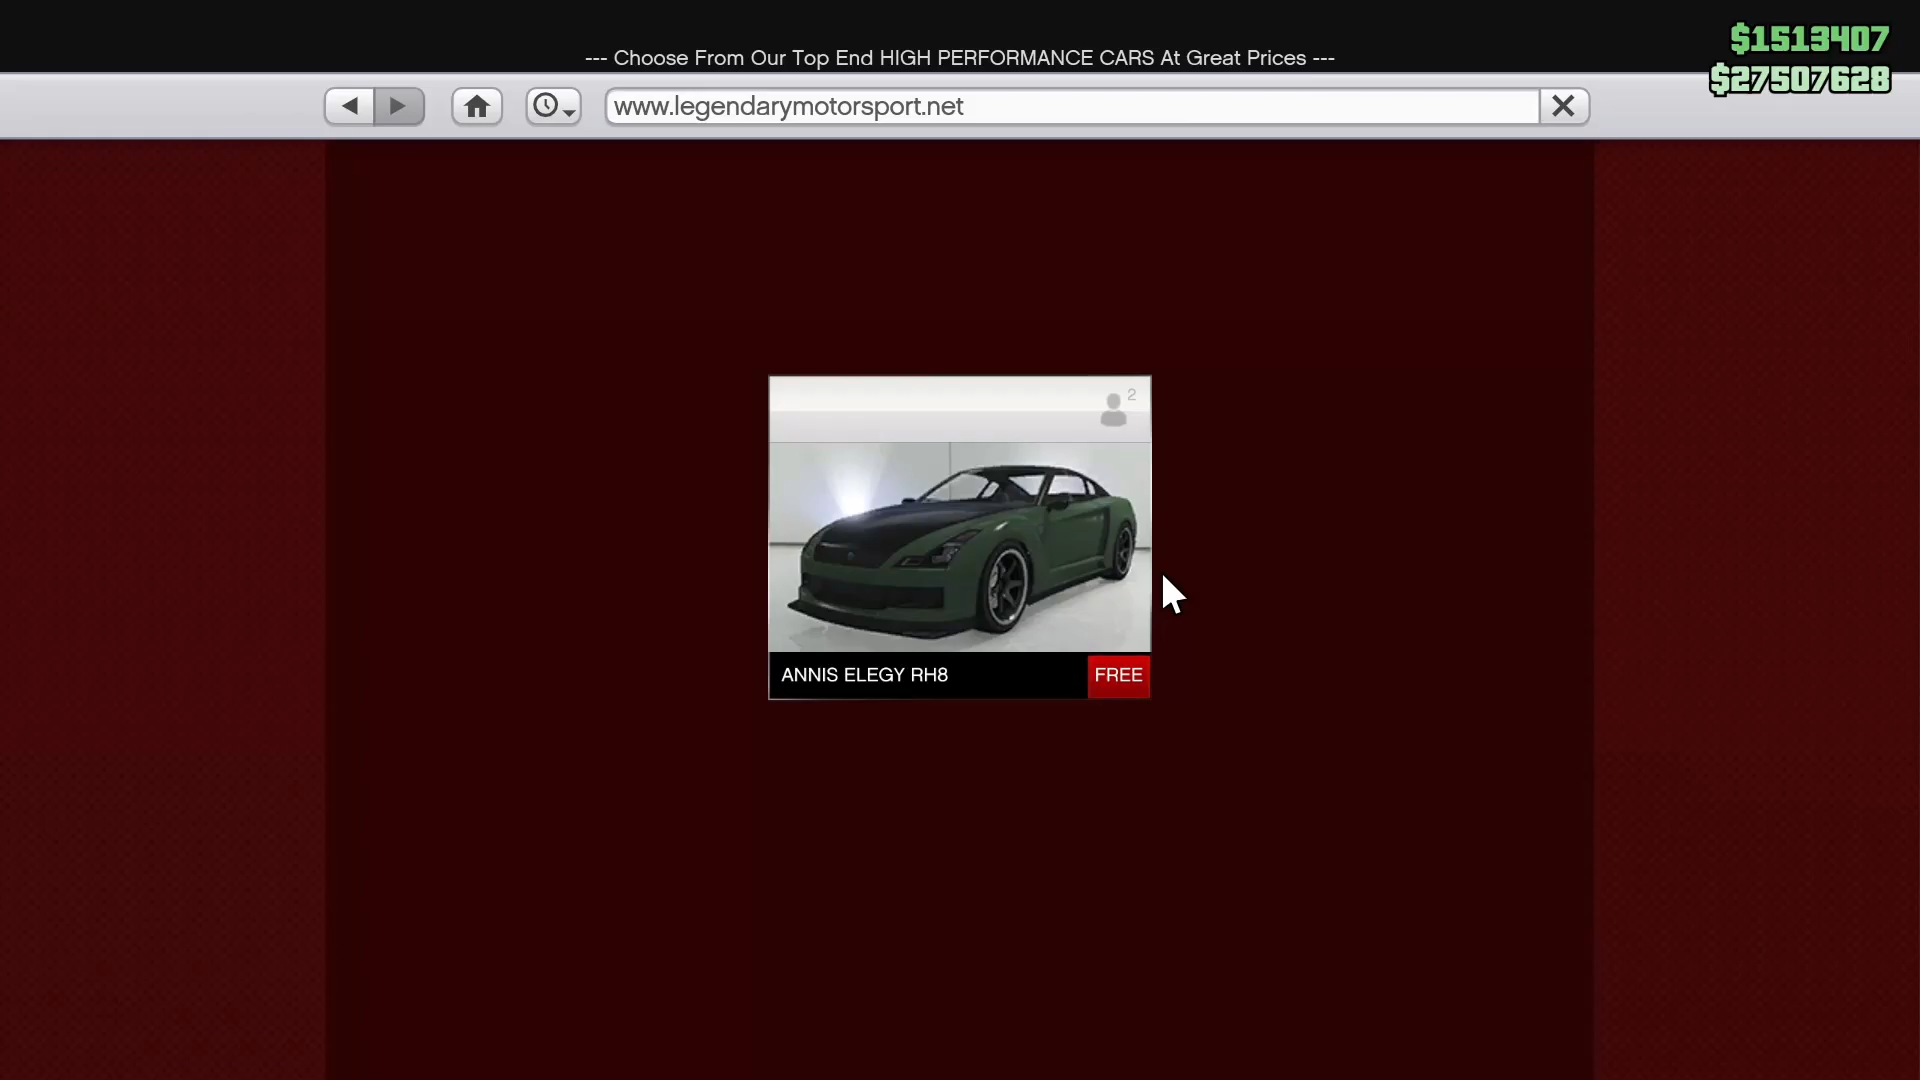 $1513407
--- Choose From Our Top End HIGH PERFORMANCE CARS At Great Prices ---
$27507628
www.legendarymotorsport.net
2
ANNIS ELEGY RH8
FREE